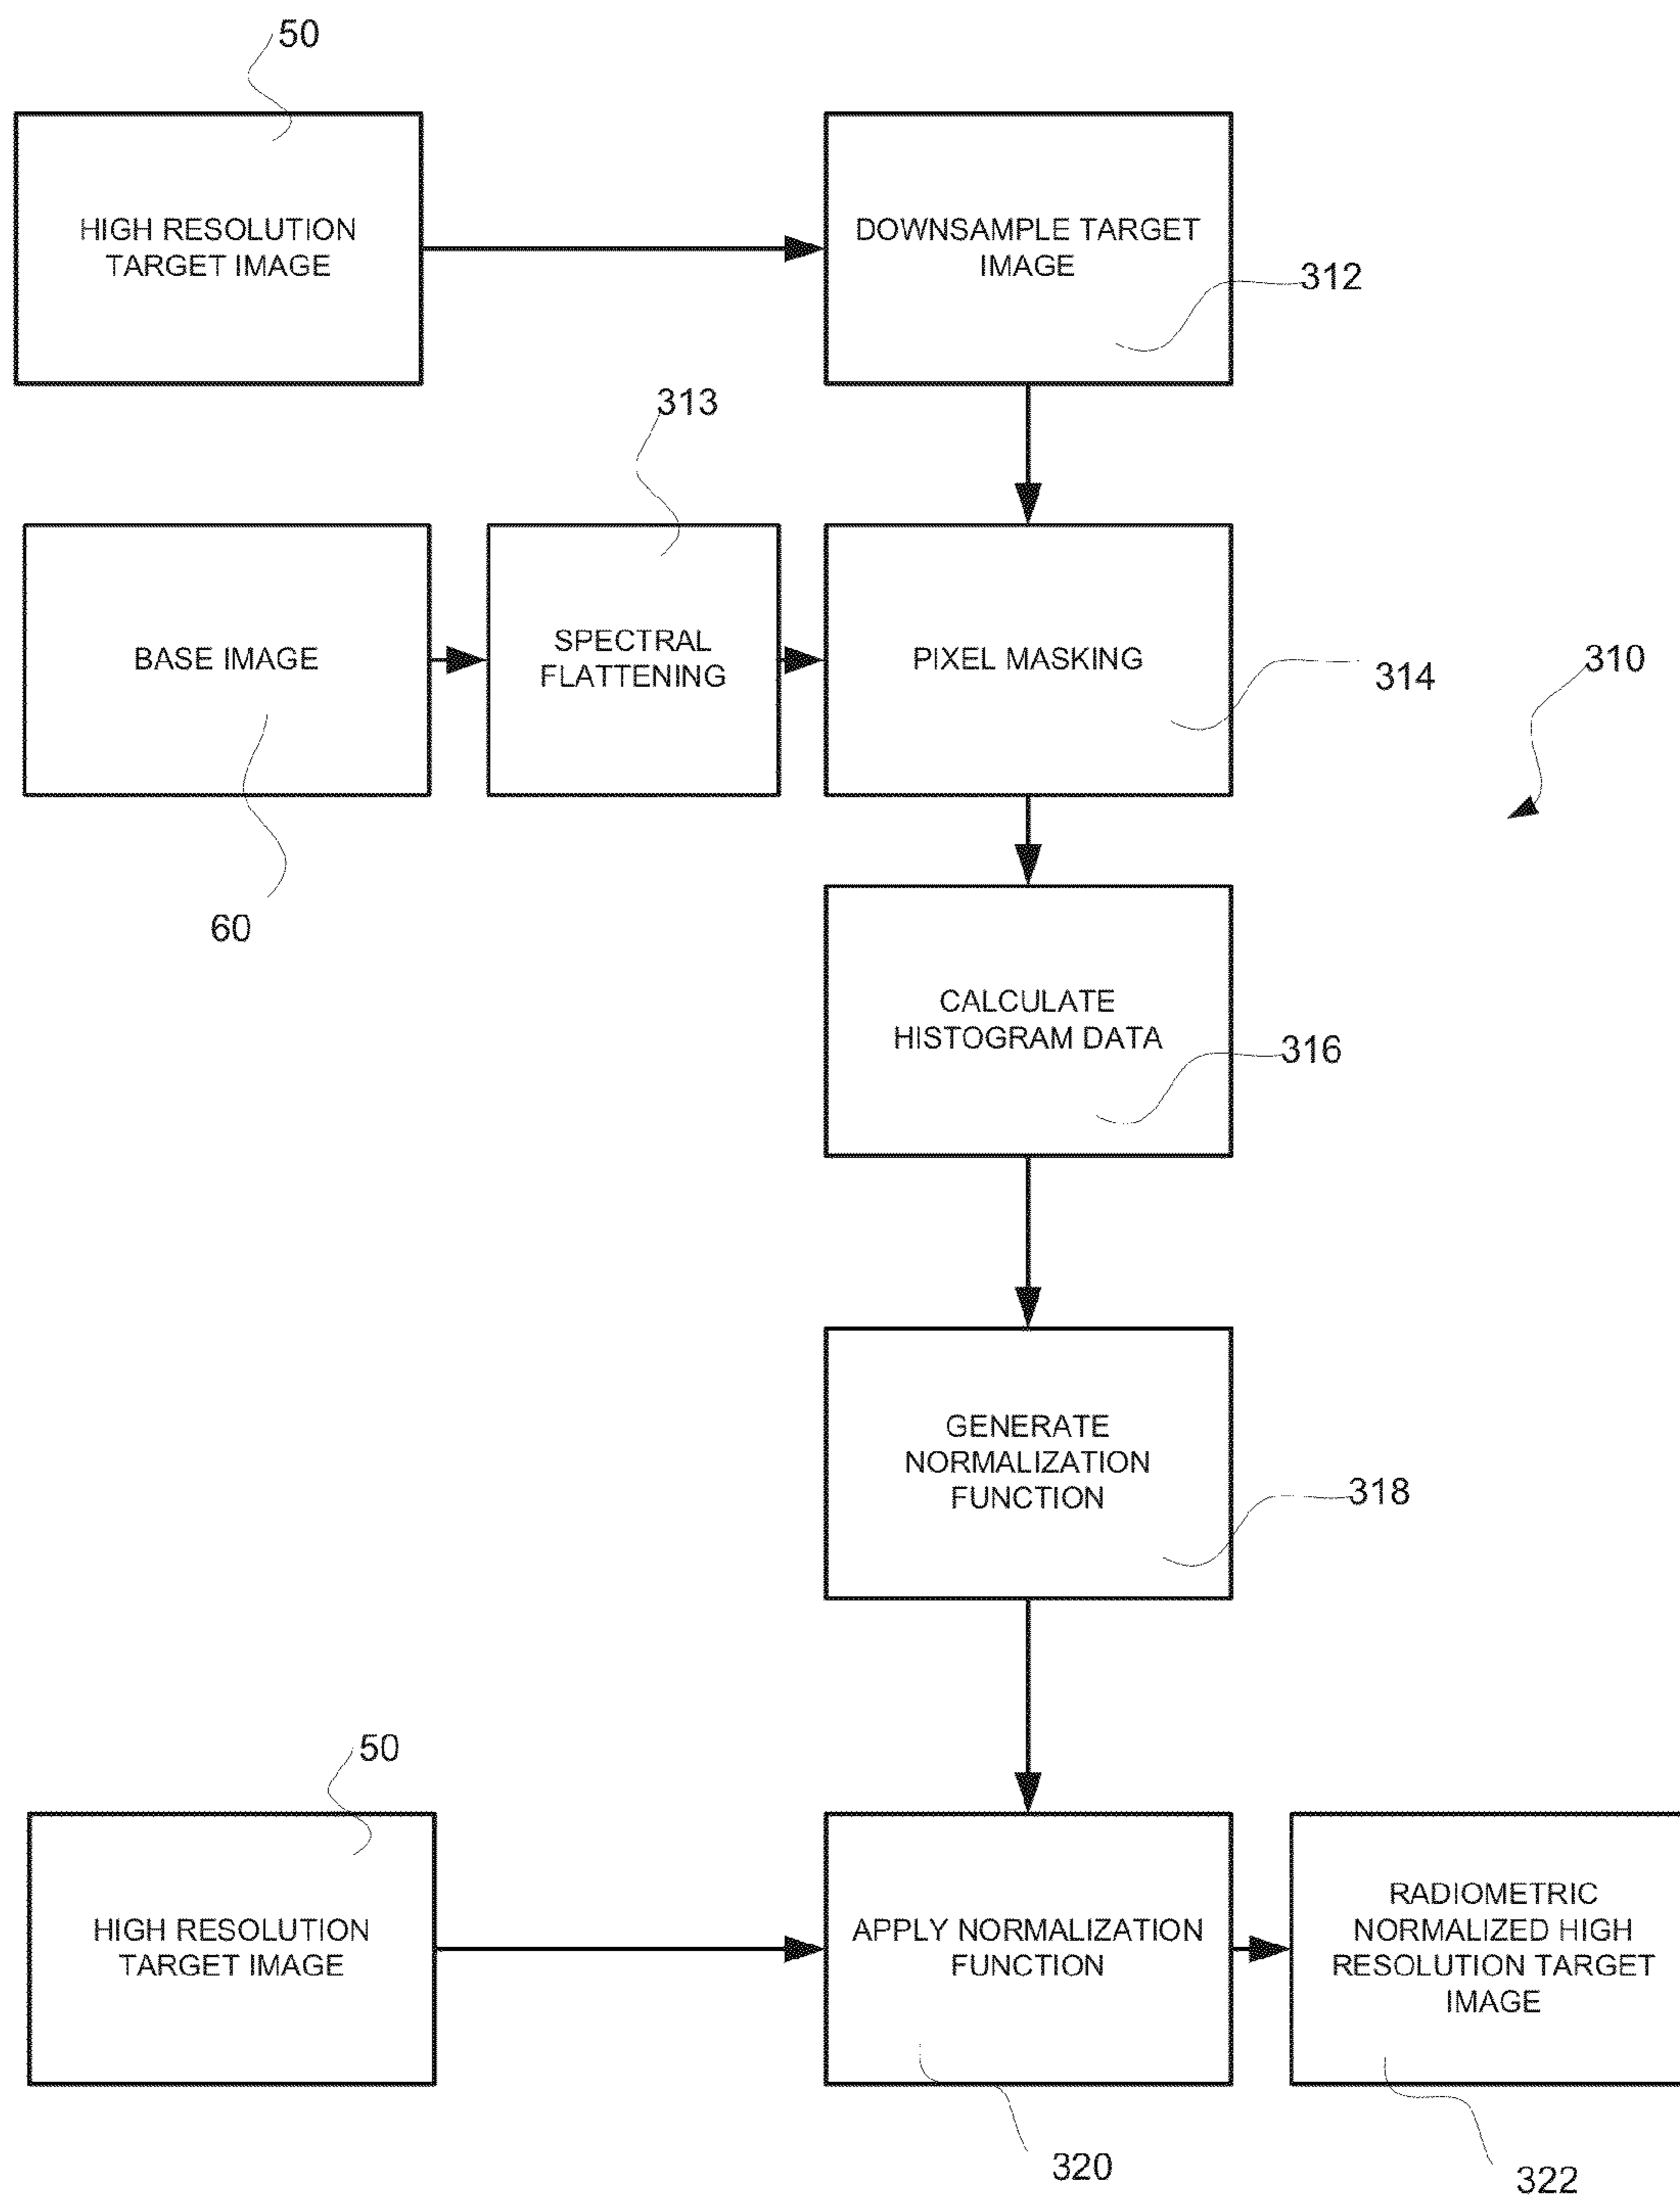 50
HIGH RESOLUTION
TARGET IMAGE
DOWNSAMPLE TARGET
IMAGE
312
313
BASE IMAGE
SPECTRAL
FLATTENING
PIXEL MASKING
314
310
60
CALCULATE
HISTOGRAM DATA
316
GENERATE
NORMALIZATION
FUNCTION
318
50
HIGH RESOLUTION
TARGET IMAGE
APPLY NORMALIZATION
FUNCTION
RADIOMETRIC
NORMALIZED HIGH
RESOLUTION TARGET
IMAGE
320
322